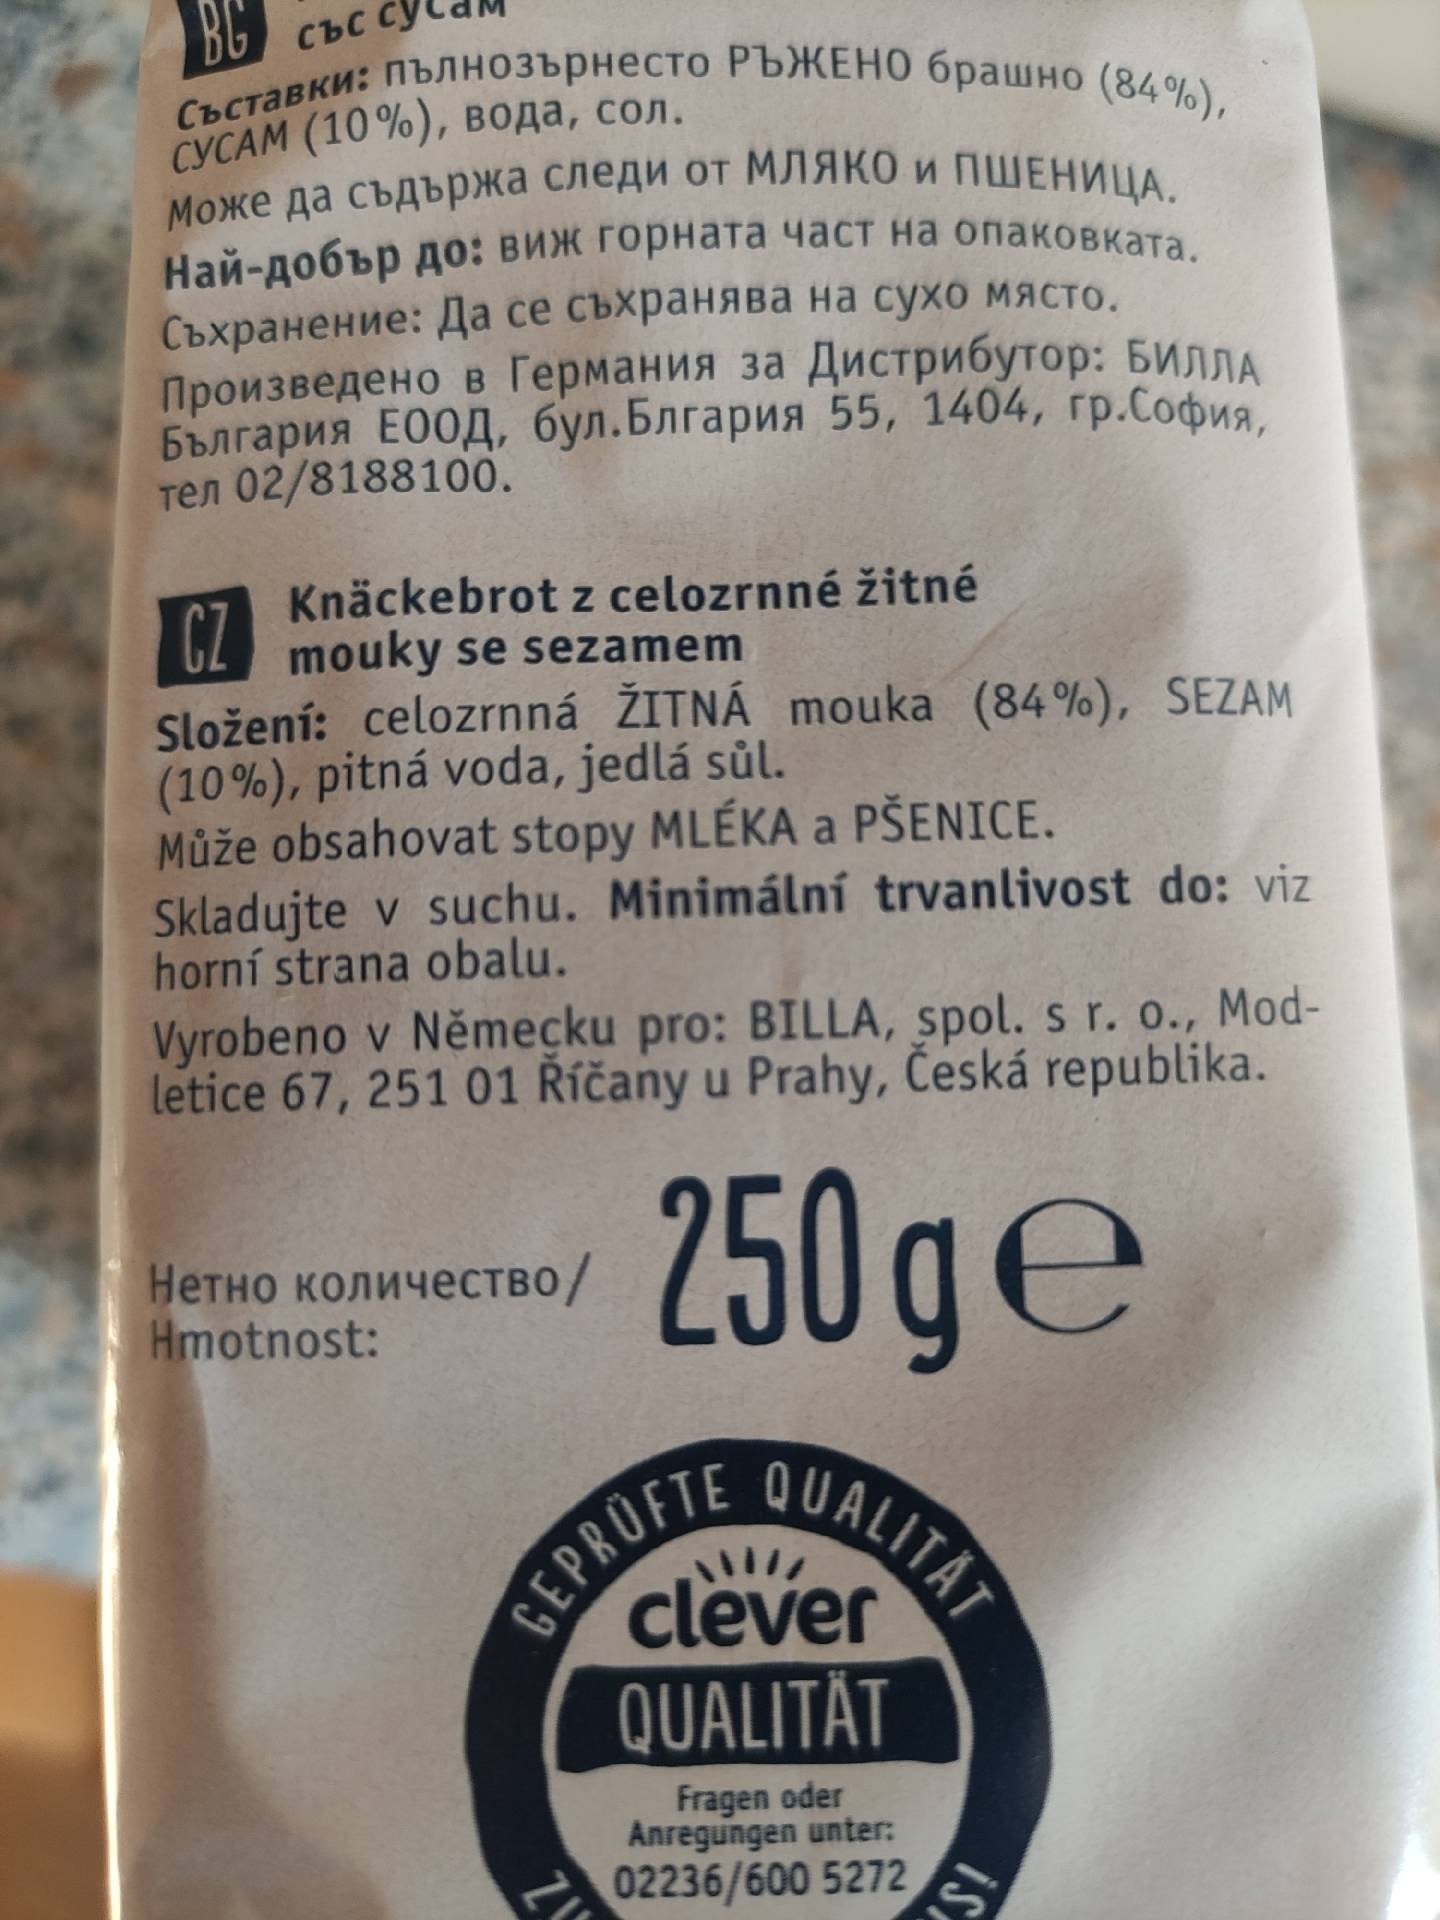 BG
със сусам
Съставки: пълнозърнесто РЪЖЕНО брашно (84%),
СУСАМ (10%), вода, сол.
Може да съдържа следи от МЛЯКО и ПШЕНИЦА.
Най-добър до: виж горната част на опаковката.
Съхранение: Да се съхранява на сухо място.
Произведено в Германия за Дистрибутор: БИЛЛА
България ЕООД, бул.Блгария 55, 1404, гр.София,
тел 02/8188100.
CZ
Knäckebrot z celozrnné žitné
mouky se sezamem
Složení: celozrnná ŽITNÁ mouka (84%), SEZAM
(10%), pitná voda, jedlá sůl.
Může obsahovat stopy MLÉKA a PŠENICE.
Skladujte v suchu. Minimální trvanlivost do: viz
horní strana obalu.
Vyrobeno v Německu pro: BILLA, spol. s r. o., Mod-
letice 67, 251 01 Říčany u Prahy, Česká republika.
Нетно количество/
Hmotnost:
250 g e
GEPRÜFTE QUALITÄT
clever
QUALITÄT
Fragen oder
Anregungen unter:
02236/600 5272